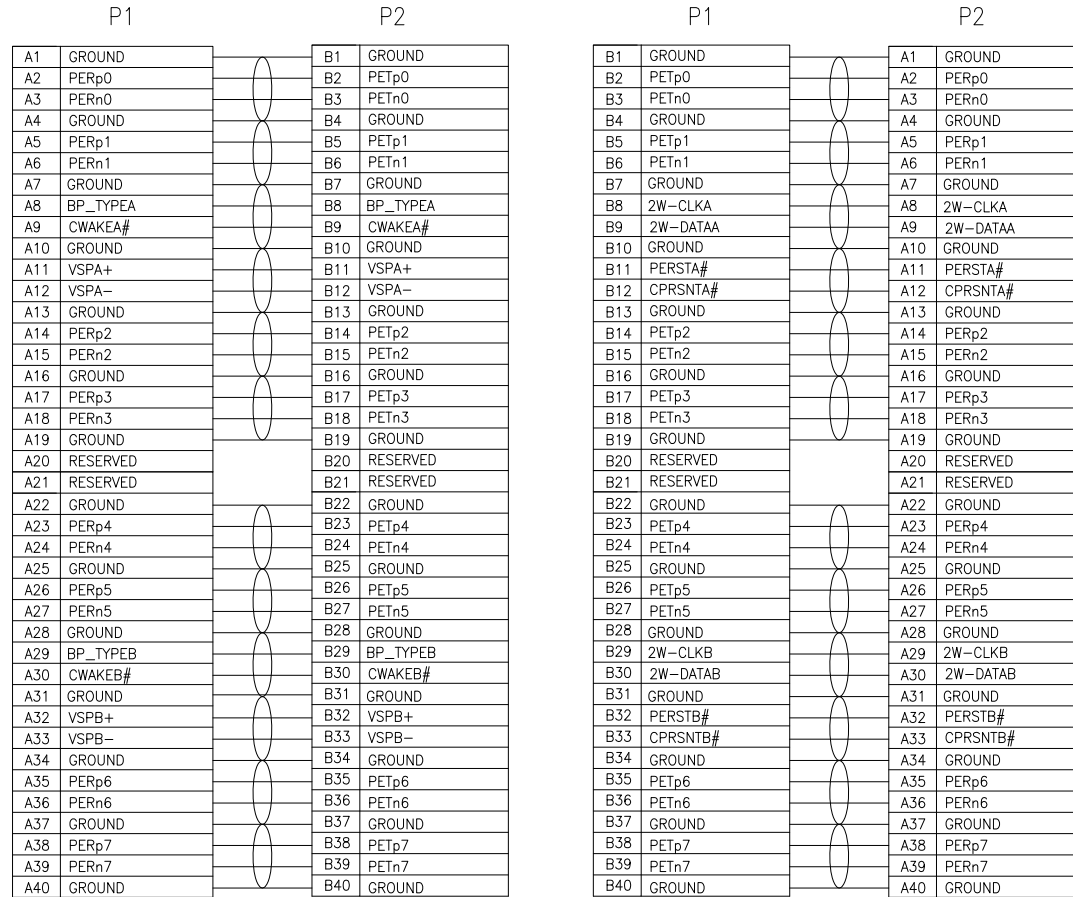 P1 P2 P1 P2
A1 GROUND B1 GROUND B1 GROUND A1 GROUND
A2 PERp0 B2 PETp0 B2 PETp0 A2 PERp0
A3 PERn0 B3 PETn0 B3 PETn0 A3 PERn0
A4 GROUND B4 GROUND B4 GROUND A4 GROUND
A5 PERp1 B5 PETp1 B5 PETp1 A5 PERp1
A6 PERn1 B6 PETn1 B6 PETn1 A6 PERn1
A7 GROUND B7 GROUND B7 GROUND A7 GROUND
A8 BP_TYPEA B8 BP_TYPEA B8 2W-CLKA A8 2W-CLKA
A9 CWAKEA# B9 CWAKEA# B9 2W-DATAA A9 2W-DATAA
A10 GROUND B10 GROUND B10 GROUND A10 GROUND
A11 VSPA+ B11 VSPA+ B11 PERSTA# A11 PERSTA#
A12 VSPA- B12 VSPA- B12 CPRSNTA# A12 CPRSNTA#
A13 GROUND B13 GROUND B13 GROUND A13 GROUND
A14 PERp2 B14 PETp2 B14 PETp2 A14 PERp2
A15 PERn2 B15 PETn2 B15 PETn2 A15 PERn2
A16 GROUND B16 GROUND B16 GROUND A16 GROUND
A17 PERp3 B17 PETp3 B17 PETp3 A17 PERp3
A18 PERn3 B18 PETn3 B18 PETn3 A18 PERn3
A19 GROUND B19 GROUND B19 GROUND A19 GROUND
A20 RESERVED B20 RESERVED B20 RESERVED A20 RESERVED
A21 RESERVED B21 RESERVED B21 RESERVED A21 RESERVED
A22 GROUND B22 GROUND B22 GROUND A22 GROUND
A23 PERp4 B23 PETp4 B23 PETp4 A23 PERp4
A24 PERn4 B24 PETn4 B24 PETn4 A24 PERn4
A25 GROUND B25 GROUND B25 GROUND A25 GROUND
A26 PERp5 B26 PETp5 B26 PETp5 A26 PERp5
A27 PERn5 B27 PETn5 B27 PETn5 A27 PERn5
A28 GROUND B28 GROUND B28 GROUND A28 GROUND
A29 BP_TYPEB B29 BP_TYPEB B29 2W-CLKB A29 2W-CLKB
A30 CWAKEB# B30 CWAKEB# B30 2W-DATAB A30 2W-DATAB
A31 GROUND B31 GROUND B31 GROUND A31 GROUND
A32 VSPB+ B32 VSPB+ B32 PERSTB# A32 PERSTB#
A33 VSPB- B33 VSPB- B33 CPRSNTB# A33 CPRSNTB#
A34 GROUND B34 GROUND B34 GROUND A34 GROUND
A35 PERp6 B35 PETp6 B35 PETp6 A35 PERp6
A36 PERn6 B36 PETn6 B36 PETn6 A36 PERn6
A37 GROUND B37 GROUND B37 GROUND A37 GROUND
A38 PERp7 B38 PETp7 B38 PETp7 A38 PERp7
A39 PERn7 B39 PETn7 B39 PETn7 A39 PERn7
A40 GROUND B40 GROUND B40 GROUND A40 GROUND